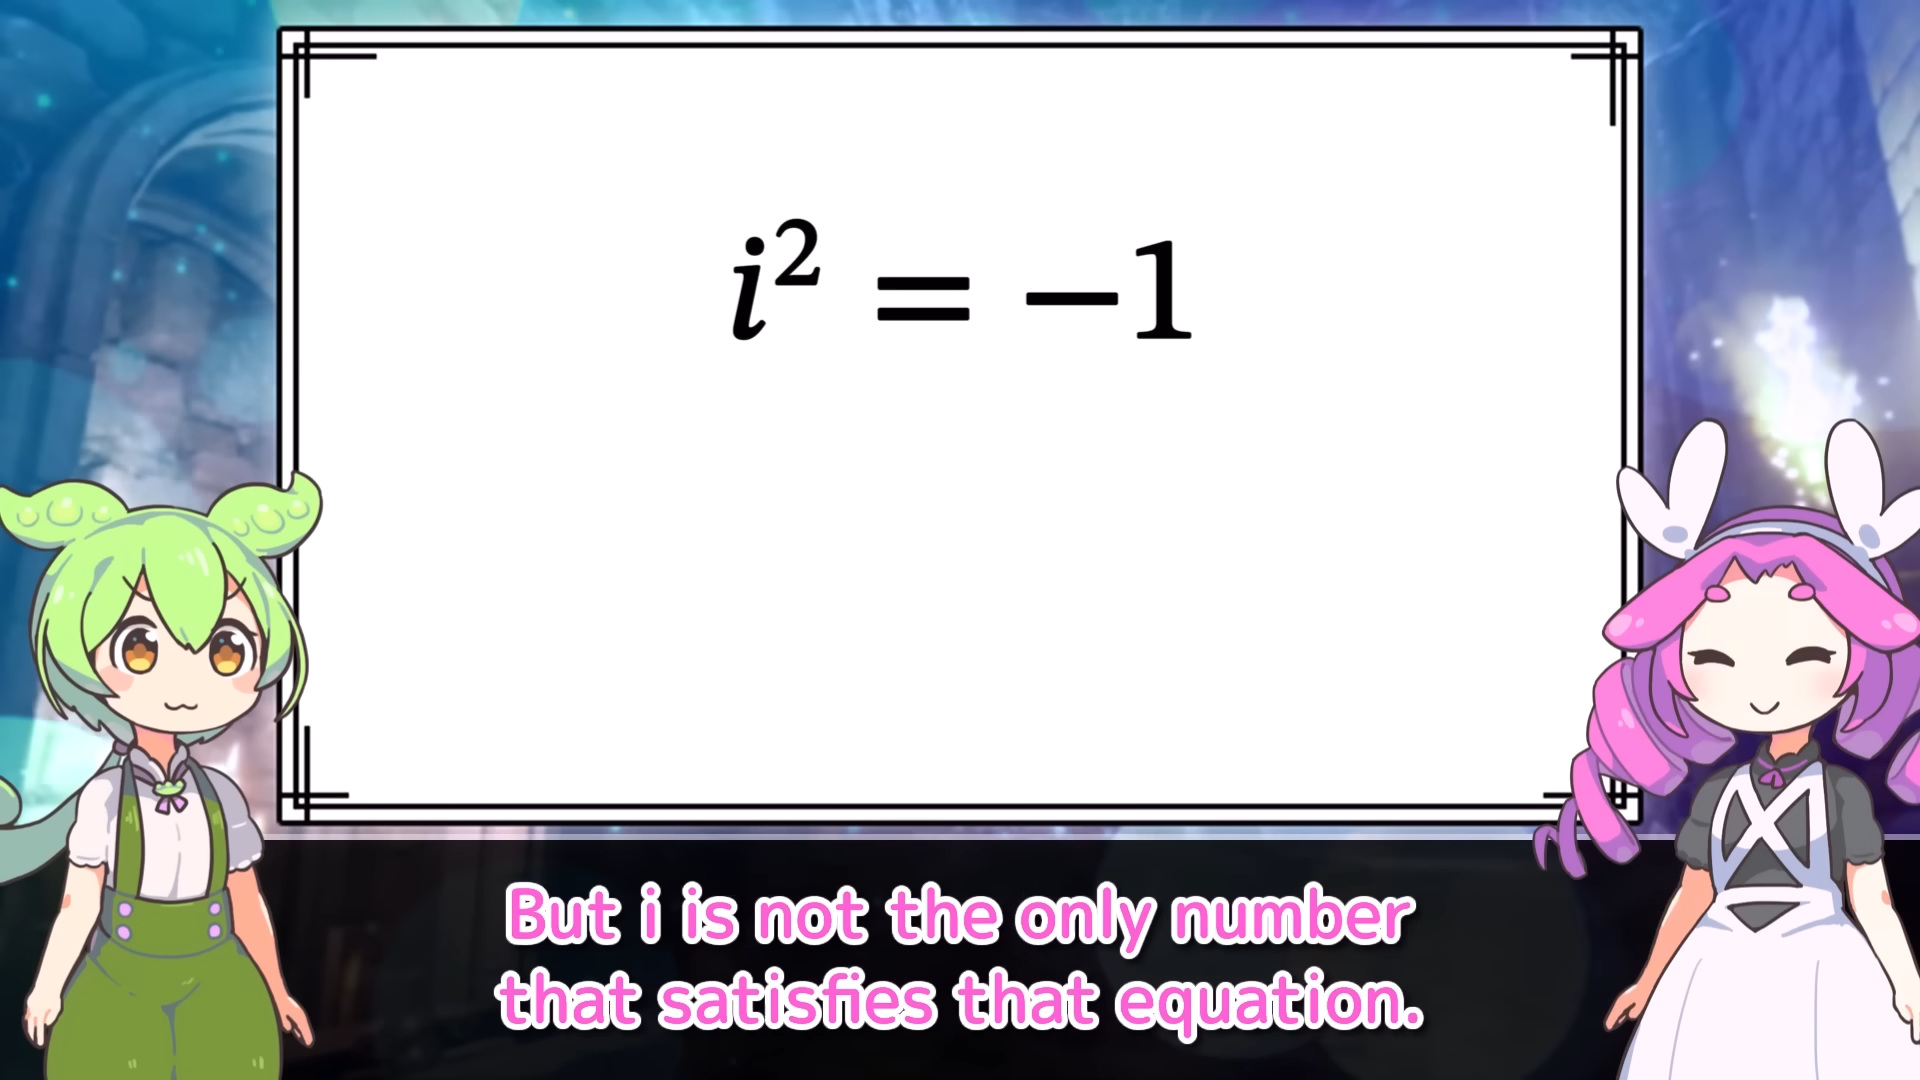 i² = −1
But i is not the only number
that satisfies that equation.